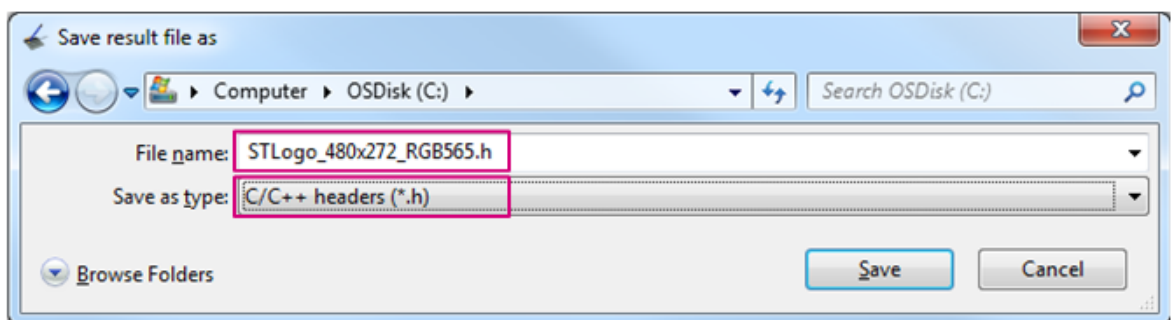 Save result file as
Computer OSDisk (C:) Search OSDisk (C:)
File name: STLogo_480x272_RGB565.h
Save as type: C/C++ headers (*.h)
Browse Folders Save Cancel